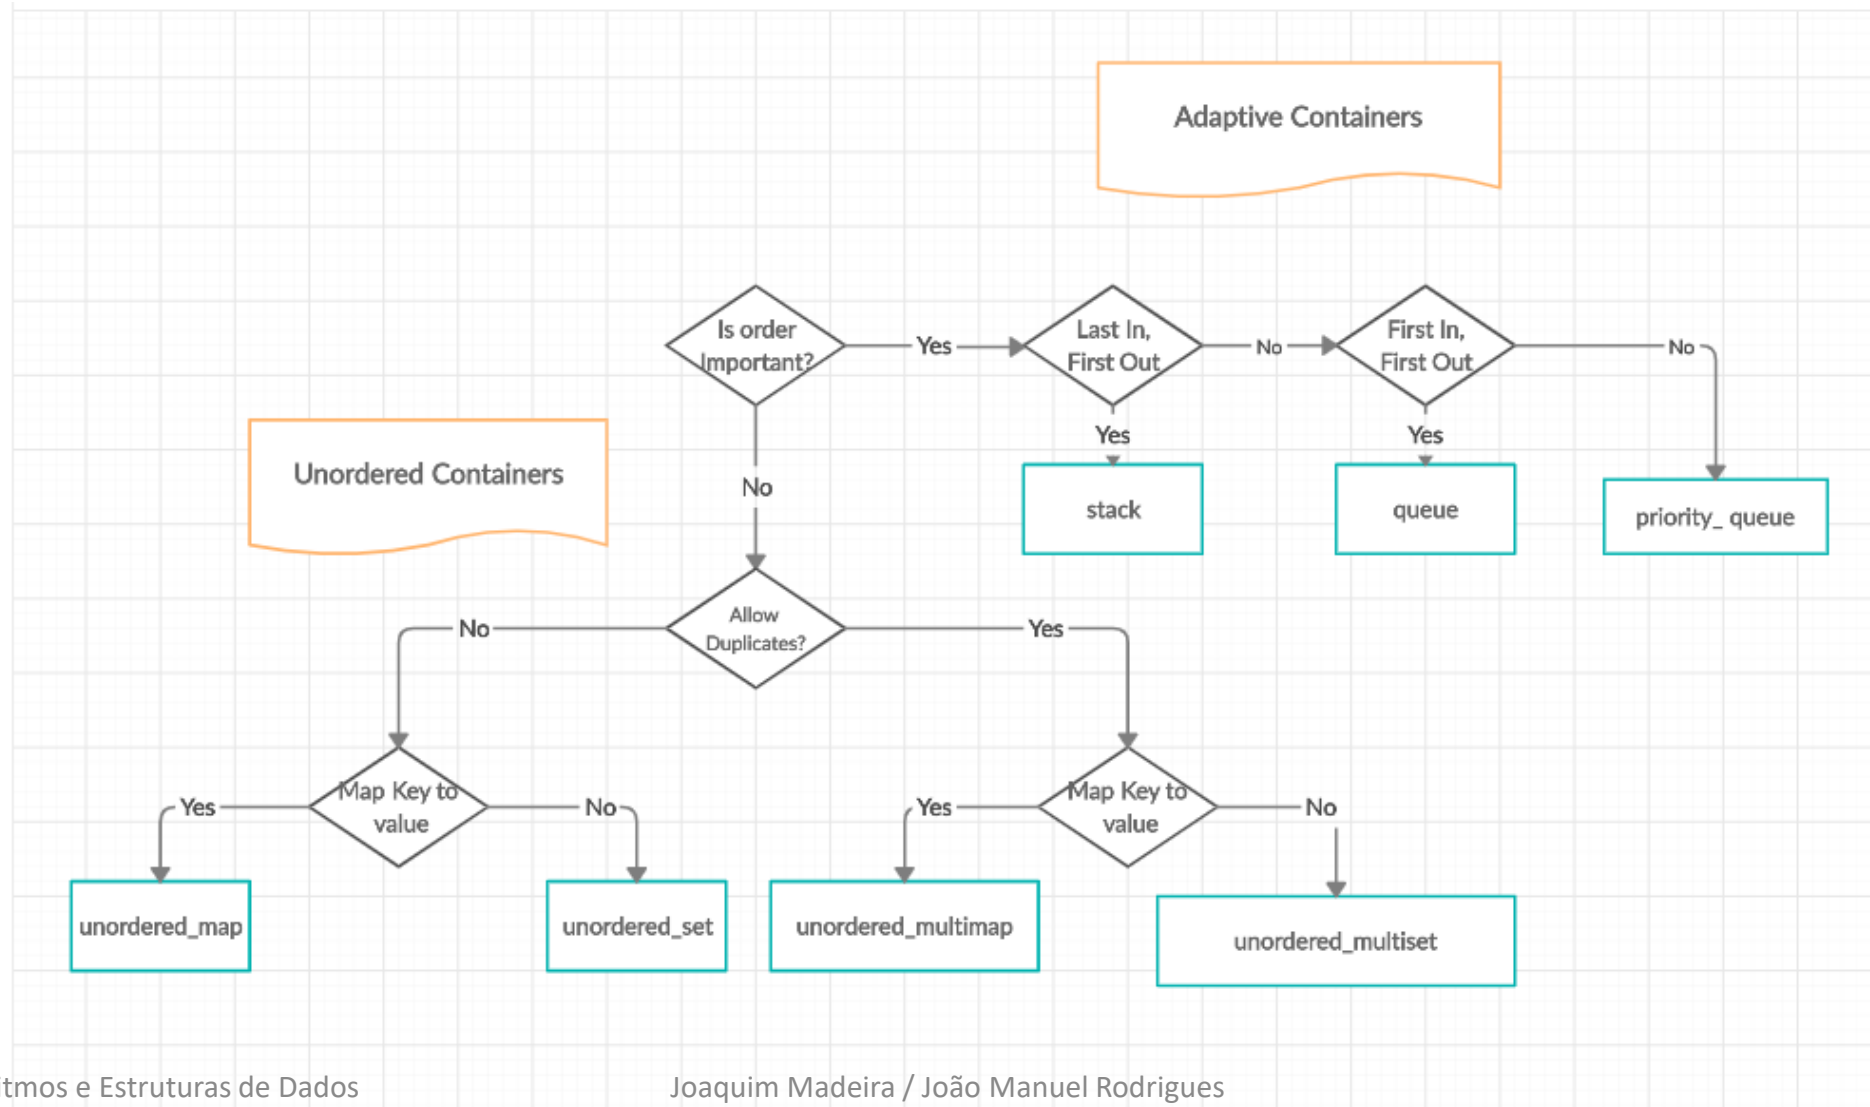 Adaptive Containers
Is order
Important?
Yes
Last In,
First Out
No
First In,
First Out
No
Yes
Yes
Unordered Containers
No
stack
queue
priority_ queue
Allow
Duplicates?
No
Yes
Map Key to
value
Yes
No
Map Key to
value
Yes
No
unordered_map
unordered_set
unordered_multimap
unordered_multiset
e Estruturas de Dados
Joaquim Madeira / João Manuel Rodrigues